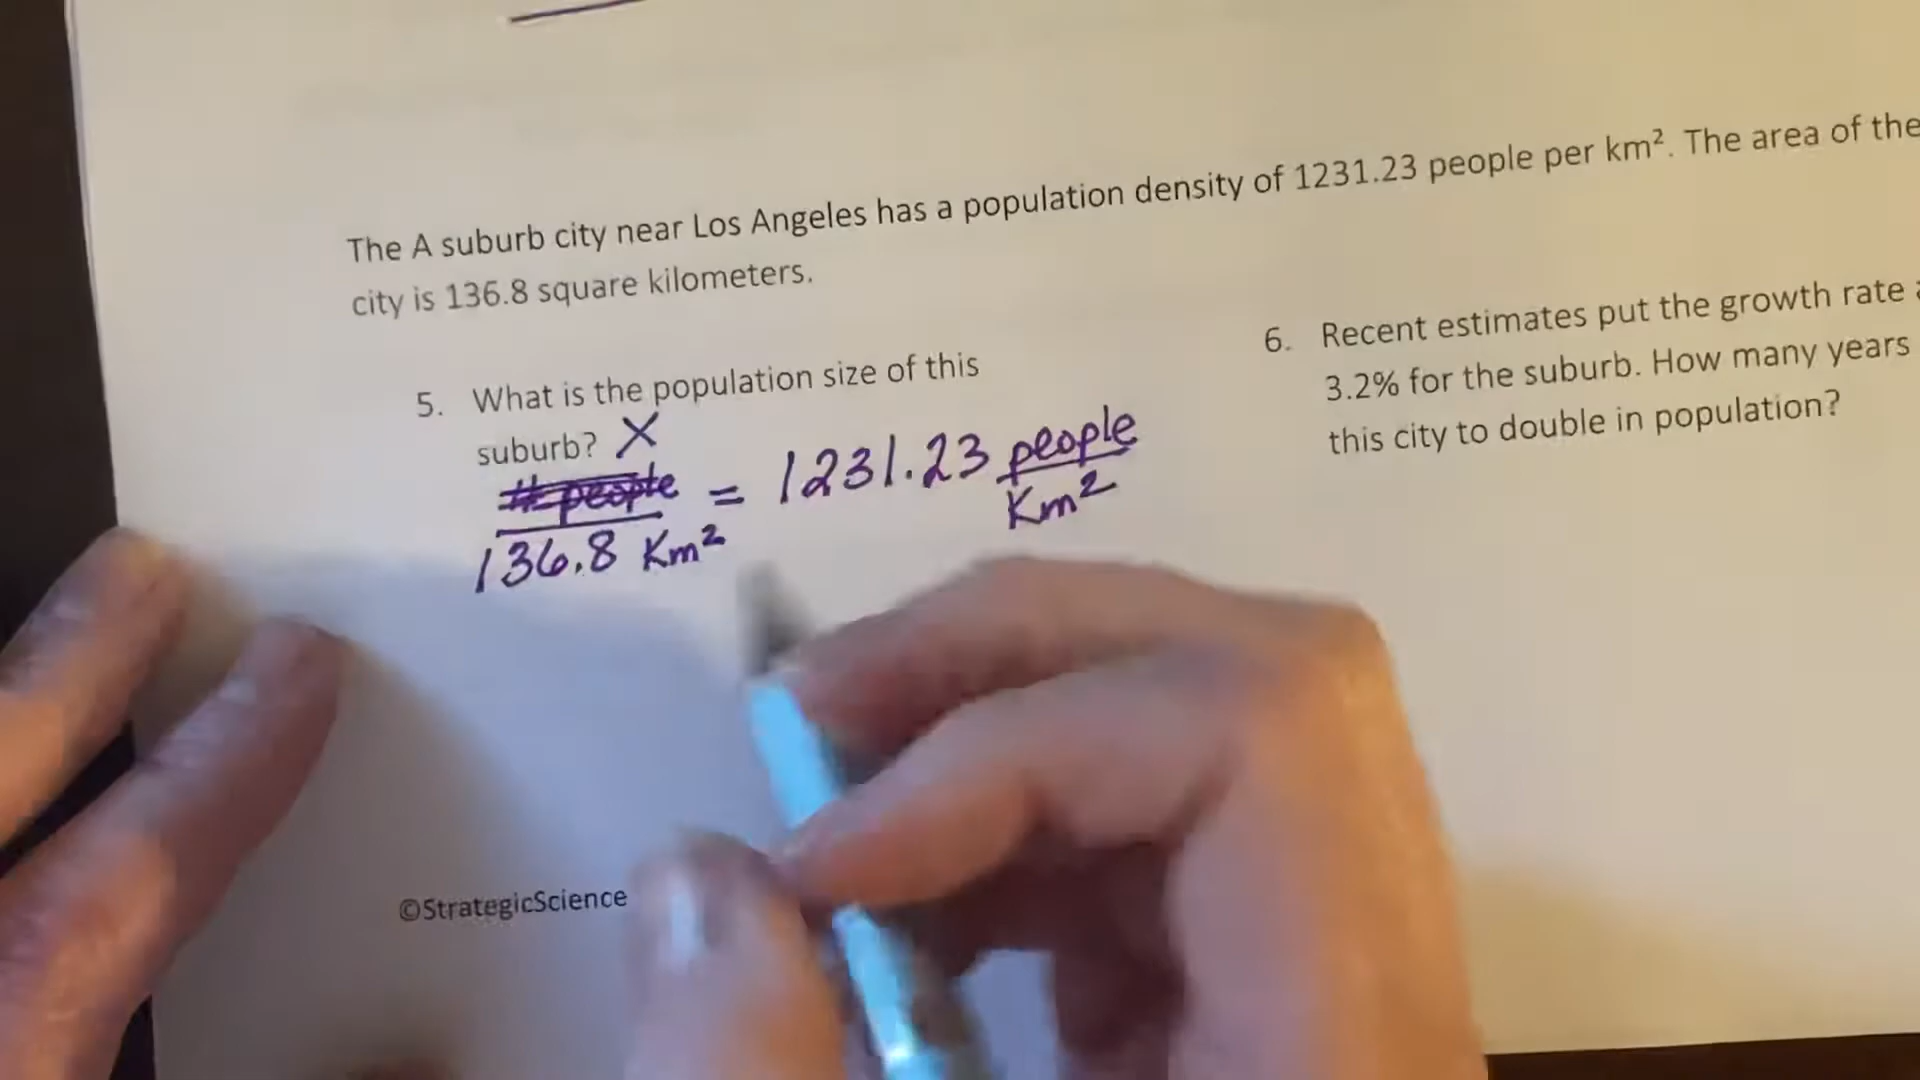 The A suburb city near Los Angeles has a population density of 1231.23 people per km². The area of the
city is 136.8 square kilometers.
5. What is the population size of this
suburb? X
# people = 1231.23 people
136.8 Km² Km²
6. Recent estimates put the growth rate
3.2% for the suburb. How many years
this city to double in population?
©StrategicScience